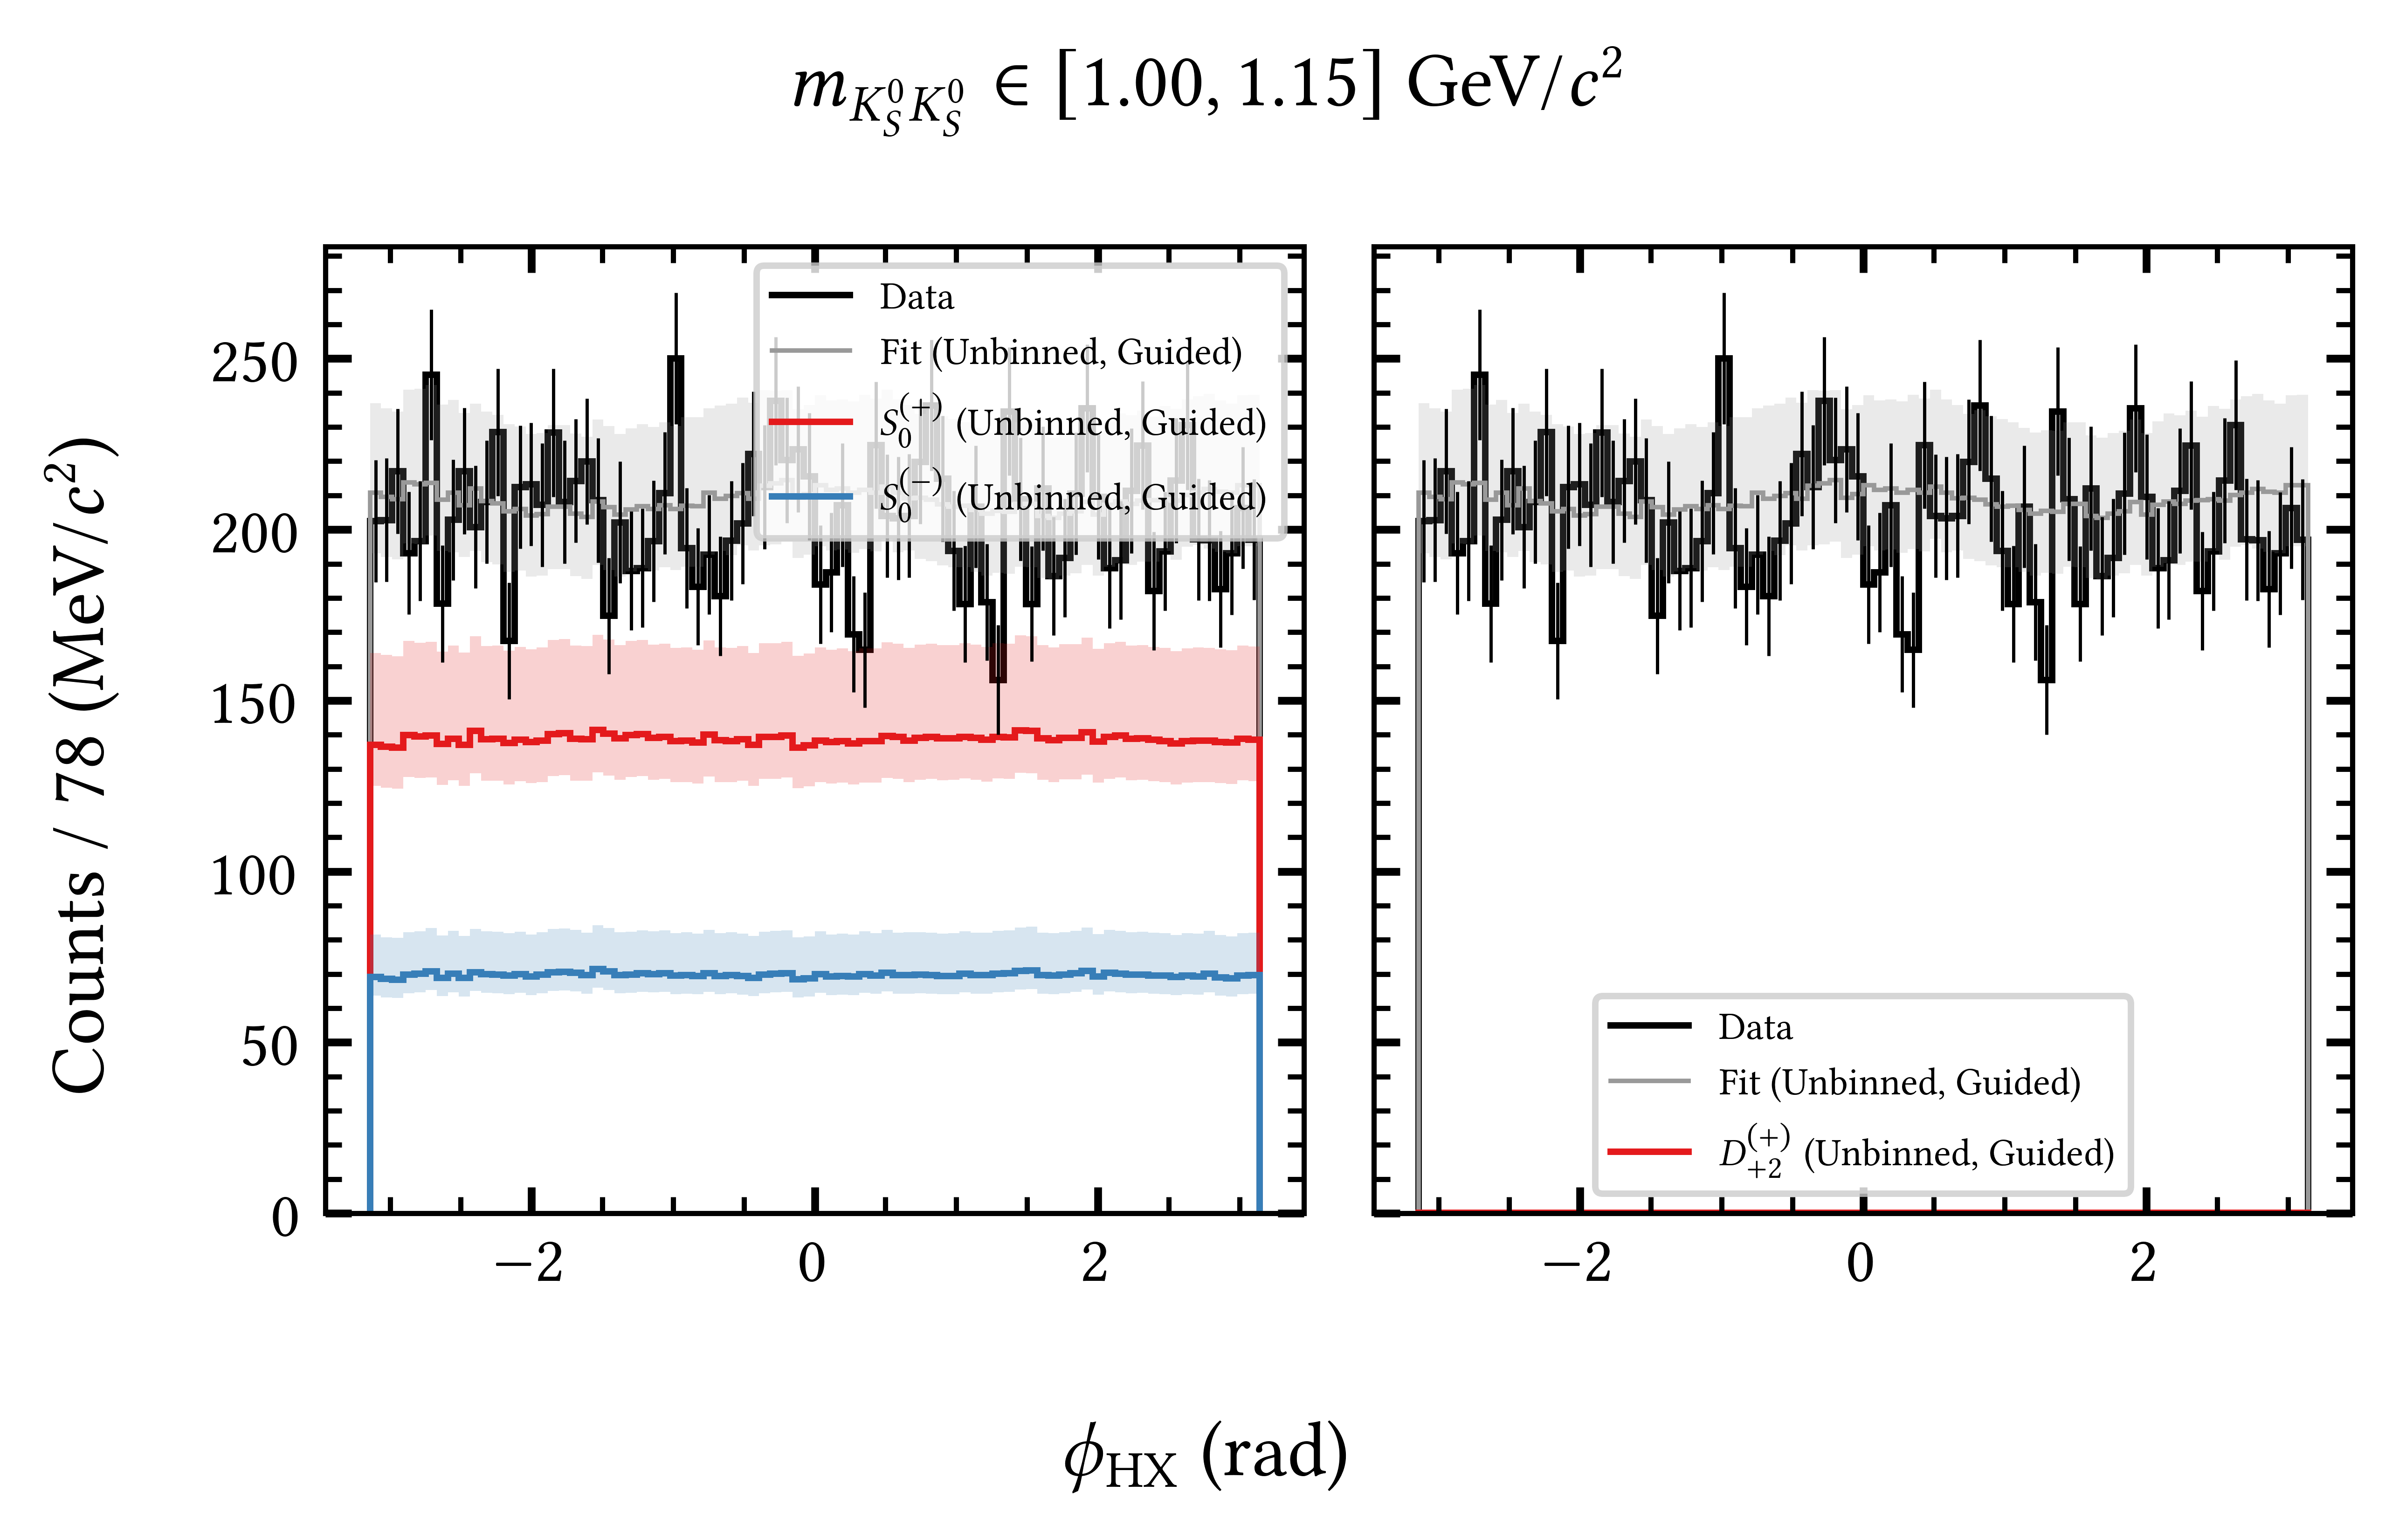 m_{K_S^0 K_S^0} ∈ [1.00, 1.15] GeV/c²
Counts / 78 (MeV/c²)
250
200
150
100
50
0
Data
Fit (Unbinned, Guided)
S_0^{(+)} (Unbinned, Guided)
S_0^{(−)} (Unbinned, Guided)
−2 0 2
Data
Fit (Unbinned, Guided)
D_{+2}^{(+)} (Unbinned, Guided)
−2 0 2
ϕ_{HX} (rad)